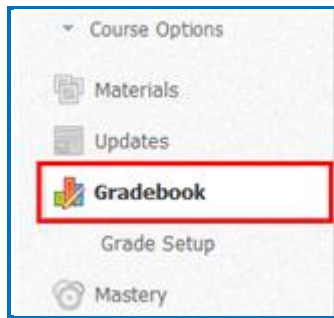 Course Options
Materials
Updates
Gradebook
Grade Setup
Mastery